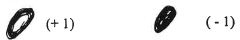 (+ 1) (- 1)